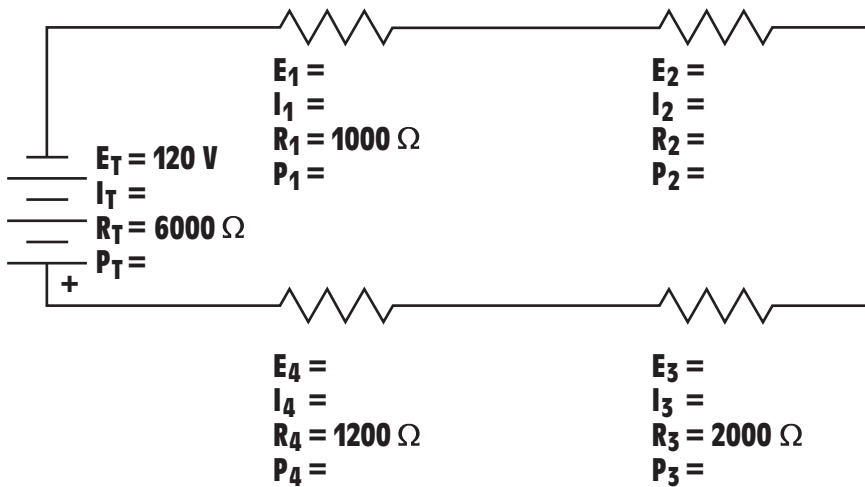 E1 =
I1 =
R1 = 1000 Ω
P1 =
E2 =
I2 =
R2 =
P2 =
ET = 120 V
IT =
RT = 6000 Ω
PT =
+
E4 =
I4 =
R4 = 1200 Ω
P4 =
E3 =
I3 =
R3 = 2000 Ω
P3 =